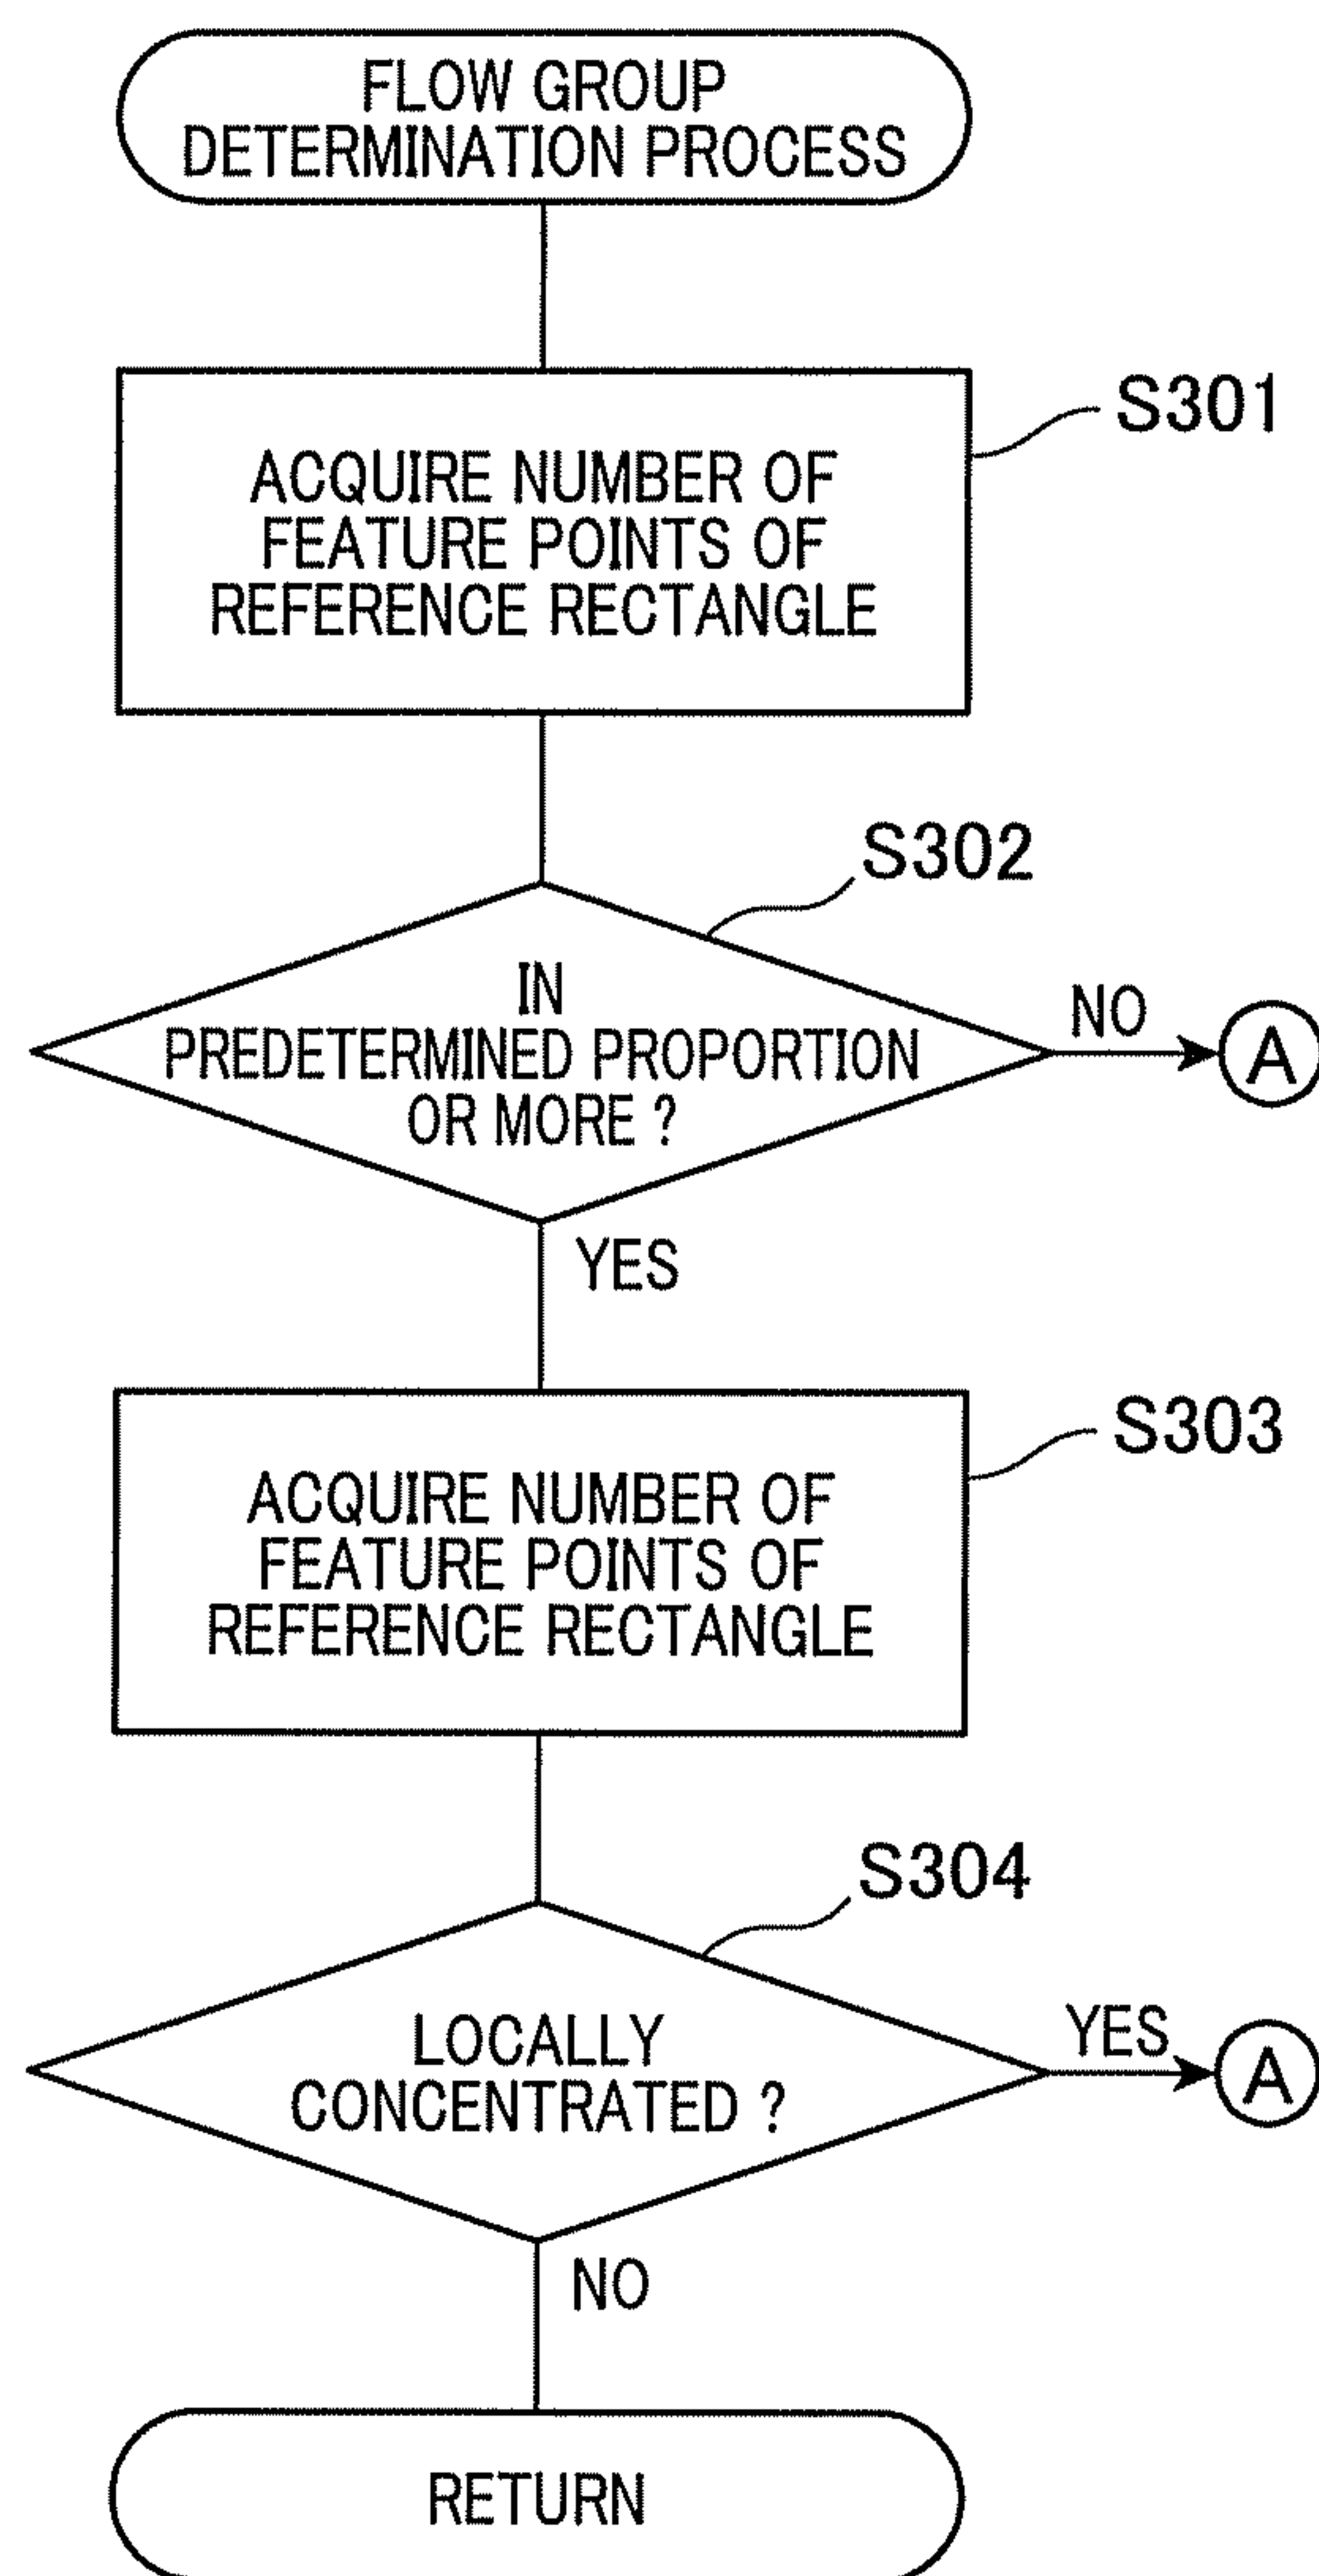 FLOW GROUP
DETERMINATION PROCESS
S301
ACQUIRE NUMBER OF
FEATURE POINTS OF
REFERENCE RECTANGLE
S302
IN
PREDETERMINED PROPORTION
OR MORE ?
NO
A
YES
S303
ACQUIRE NUMBER OF
FEATURE POINTS OF
REFERENCE RECTANGLE
S304
LOCALLY
CONCENTRATED ?
YES
A
NO
RETURN